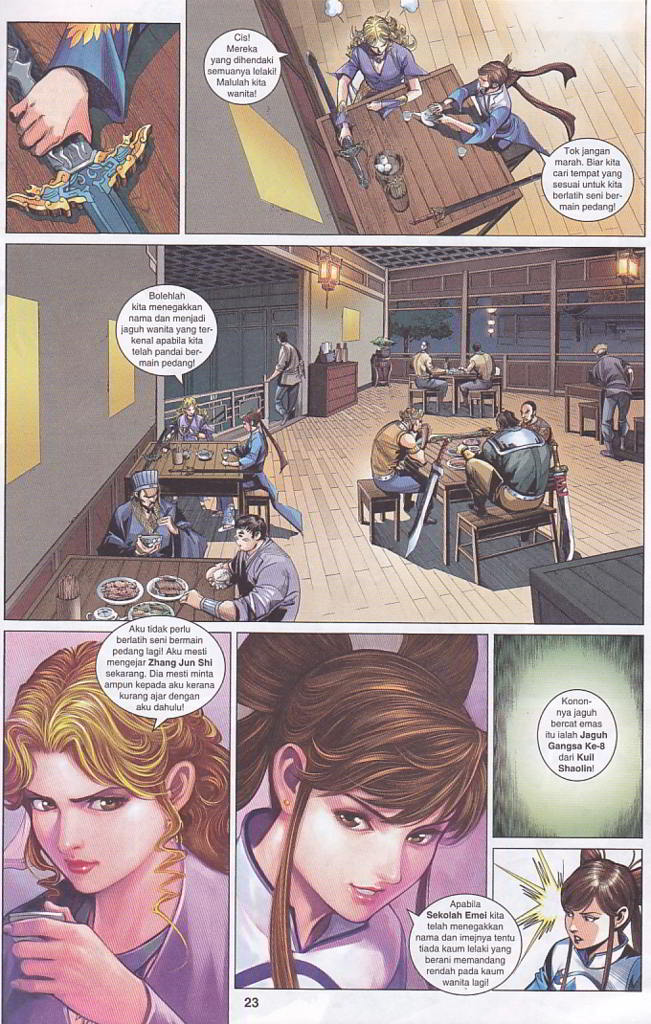 Cis!
Mereka
yang dihendaki
semuanya lelaki!
Malulah kita
wanita!
Tok jangan
marah. Biar kita
cari tempat yang
sesuai untuk kita
berlatih seni ber-
main pedang!
Bolehlah
kita menegakkan
nama dan menjadi
jaguh wanita yang ter-
kenal apabila kita
telah pandai ber-
main pedang!
Aku tidak perlu
berlatih seni bermain
pedang lagi! Aku mesti
mengejar Zhang Jun Shi
sekarang. Dia mesti minta
ampun kepada aku kerana
kurang ajar dengan
aku dahulu!
Apabila
Sekolah Emei kita
telah menegakkan
nama dan imejnya tentu
tiada kaum lelaki yang
berani memandang
rendah pada kaum
wanita lagi!
Konon-
nya jaguh
bercat emas
itu ialah Jaguh
Gangsa Ke-8
dari Kuil
Shaolin!
23